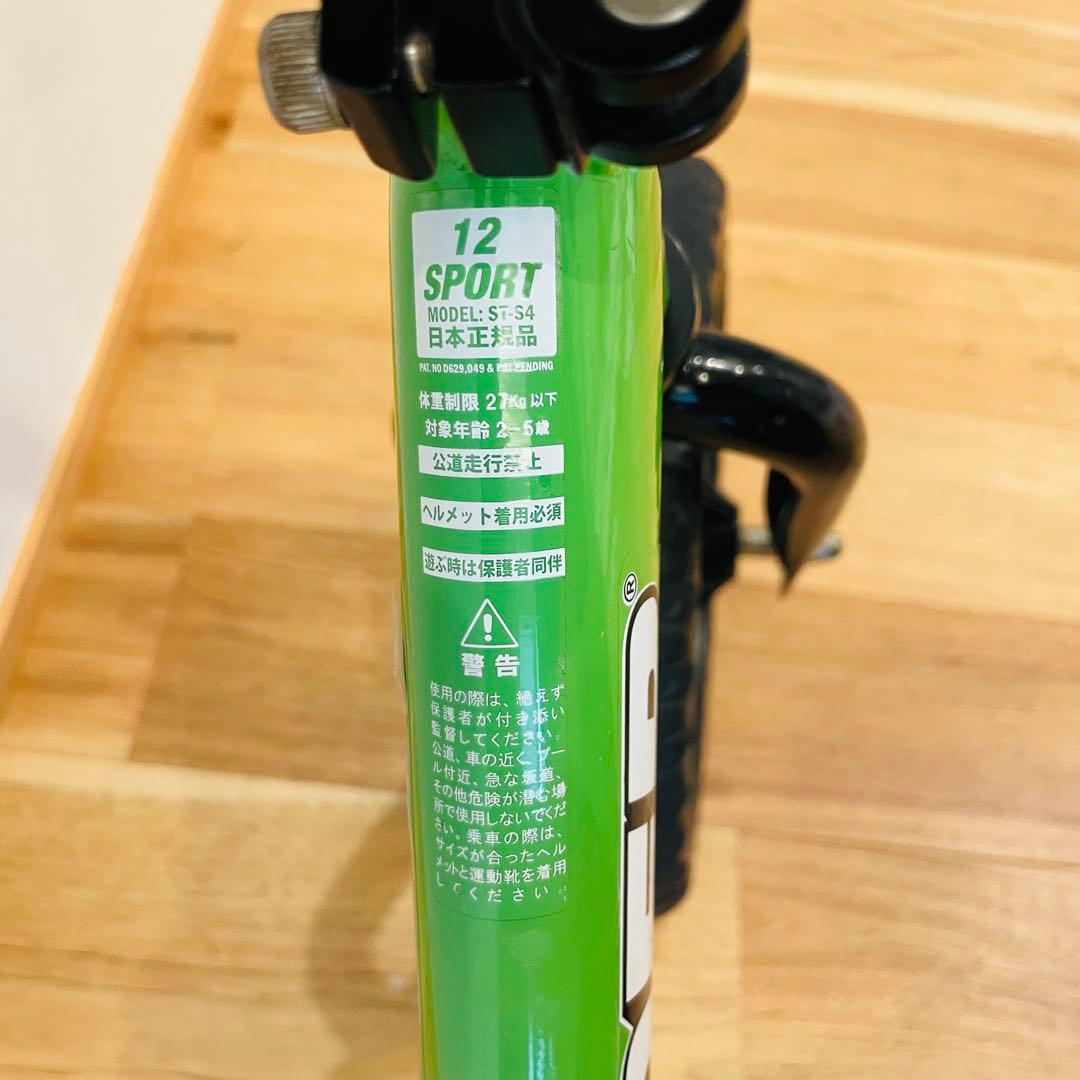 12
SPORT
MODEL: ST-S4
日本正規品
PAT. NO D629,049 & PAT PENDING
体重制限 27Kg 以下
対象年齢 2-5歳
公道走行禁止
ヘルメット着用必須
遊ぶ時は保護者同伴
警告
使用の際は、絶えず
保護者が付き添い
監督してください。
公道、車の近く、プー
ル付近、急な坂道、
その他危険が潜む場
所で使用しないでくだ
さい。乗車の際は、
サイズが合ったヘル
メットと運動靴を着用
してください。
®